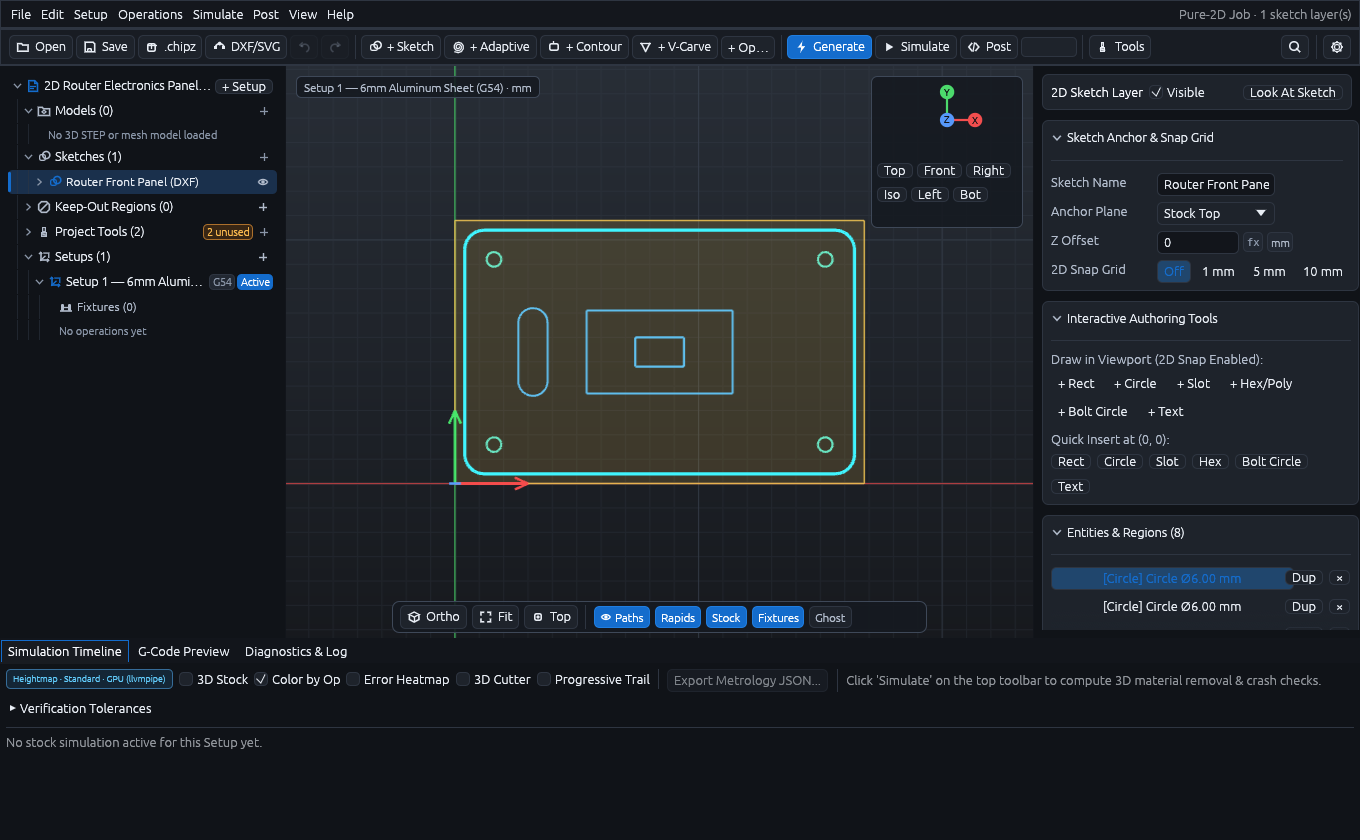 File Edit Setup Operations Simulate Post View Help Pure-2D Job · 1 sketch layer(s)
Open Save .chipz DXF/SVG + Sketch + Adaptive + Contour + V-Carve + Op... Generate Simulate Post Tools
2D Router Electronics Panel... + Setup
Models (0) +
No 3D STEP or mesh model loaded
Sketches (1) +
Router Front Panel (DXF)
Keep-Out Regions (0) +
Project Tools (2) 2 unused +
Setups (1) +
Setup 1 — 6mm Alumi... G54 Active
Fixtures (0)
No operations yet
Setup 1 — 6mm Aluminum Sheet (G54) · mm
Y
Z X
Top Front Right
Iso Left Bot
Ortho Fit Top Paths Rapids Stock Fixtures Ghost
2D Sketch Layer Visible Look At Sketch
Sketch Anchor & Snap Grid
Sketch Name Router Front Pane
Anchor Plane Stock Top
Z Offset 0 fx mm
2D Snap Grid Off 1 mm 5 mm 10 mm
Interactive Authoring Tools
Draw in Viewport (2D Snap Enabled):
+ Rect + Circle + Slot + Hex/Poly
+ Bolt Circle + Text
Quick Insert at (0, 0):
Rect Circle Slot Hex Bolt Circle
Text
Entities & Regions (8)
[Circle] Circle Ø6.00 mm Dup ×
[Circle] Circle Ø6.00 mm Dup ×
Simulation Timeline G-Code Preview Diagnostics & Log
Heightmap · Standard · GPU (llvmpipe) 3D Stock Color by Op Error Heatmap 3D Cutter Progressive Trail Export Metrology JSON... Click 'Simulate' on the top toolbar to compute 3D material removal & crash checks.
Verification Tolerances
No stock simulation active for this Setup yet.